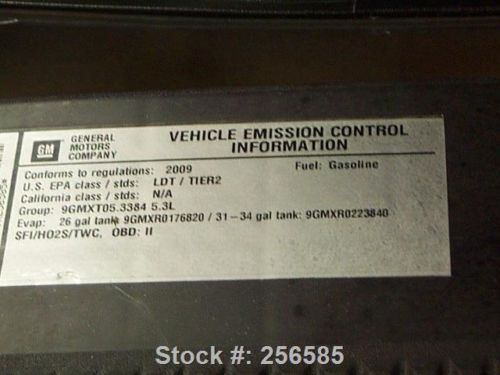 GM
GENERAL MOTORS COMPANY
VEHICLE EMISSION CONTROL
INFORMATION
Conforms to regulations: 2009 Fuel: Gasoline
U.S. EPA class / stds: LDT / TIER2
California class / stds: N/A
Group: 9GMXT05.3384 5.3L
Evap: 26 gal tank 9GMXR0176820 / 31-34 gal tank: 9GMXR0223840
SFI/HO2S/TWC, OBD: II
Stock #: 256585